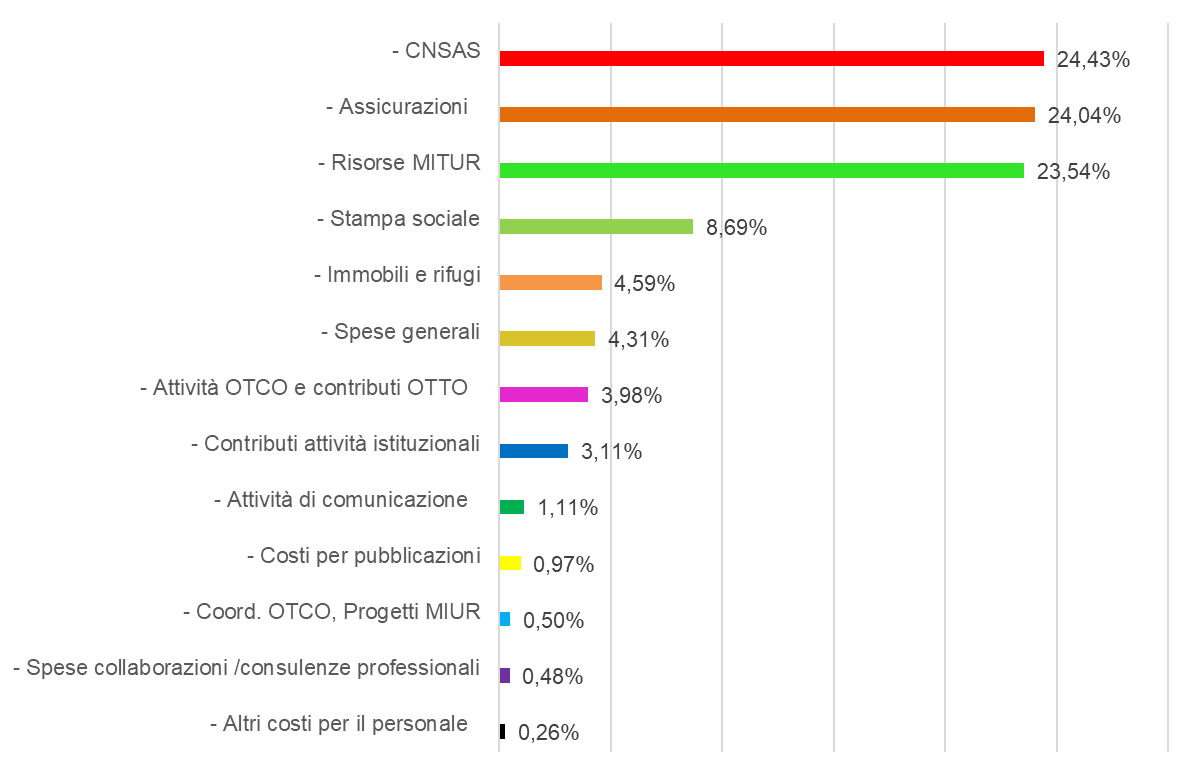 - CNSAS 24,43%
- Assicurazioni 24,04%
- Risorse MITUR 23,54%
- Stampa sociale 8,69%
- Immobili e rifugi 4,59%
- Spese generali 4,31%
- Attività OTCO e contributi OTTO 3,98%
- Contributi attività istituzionali 3,11%
- Attività di comunicazione 1,11%
- Costi per pubblicazioni 0,97%
- Coord. OTCO, Progetti MIUR 0,50%
- Spese collaborazioni /consulenze professionali 0,48%
- Altri costi per il personale 0,26%